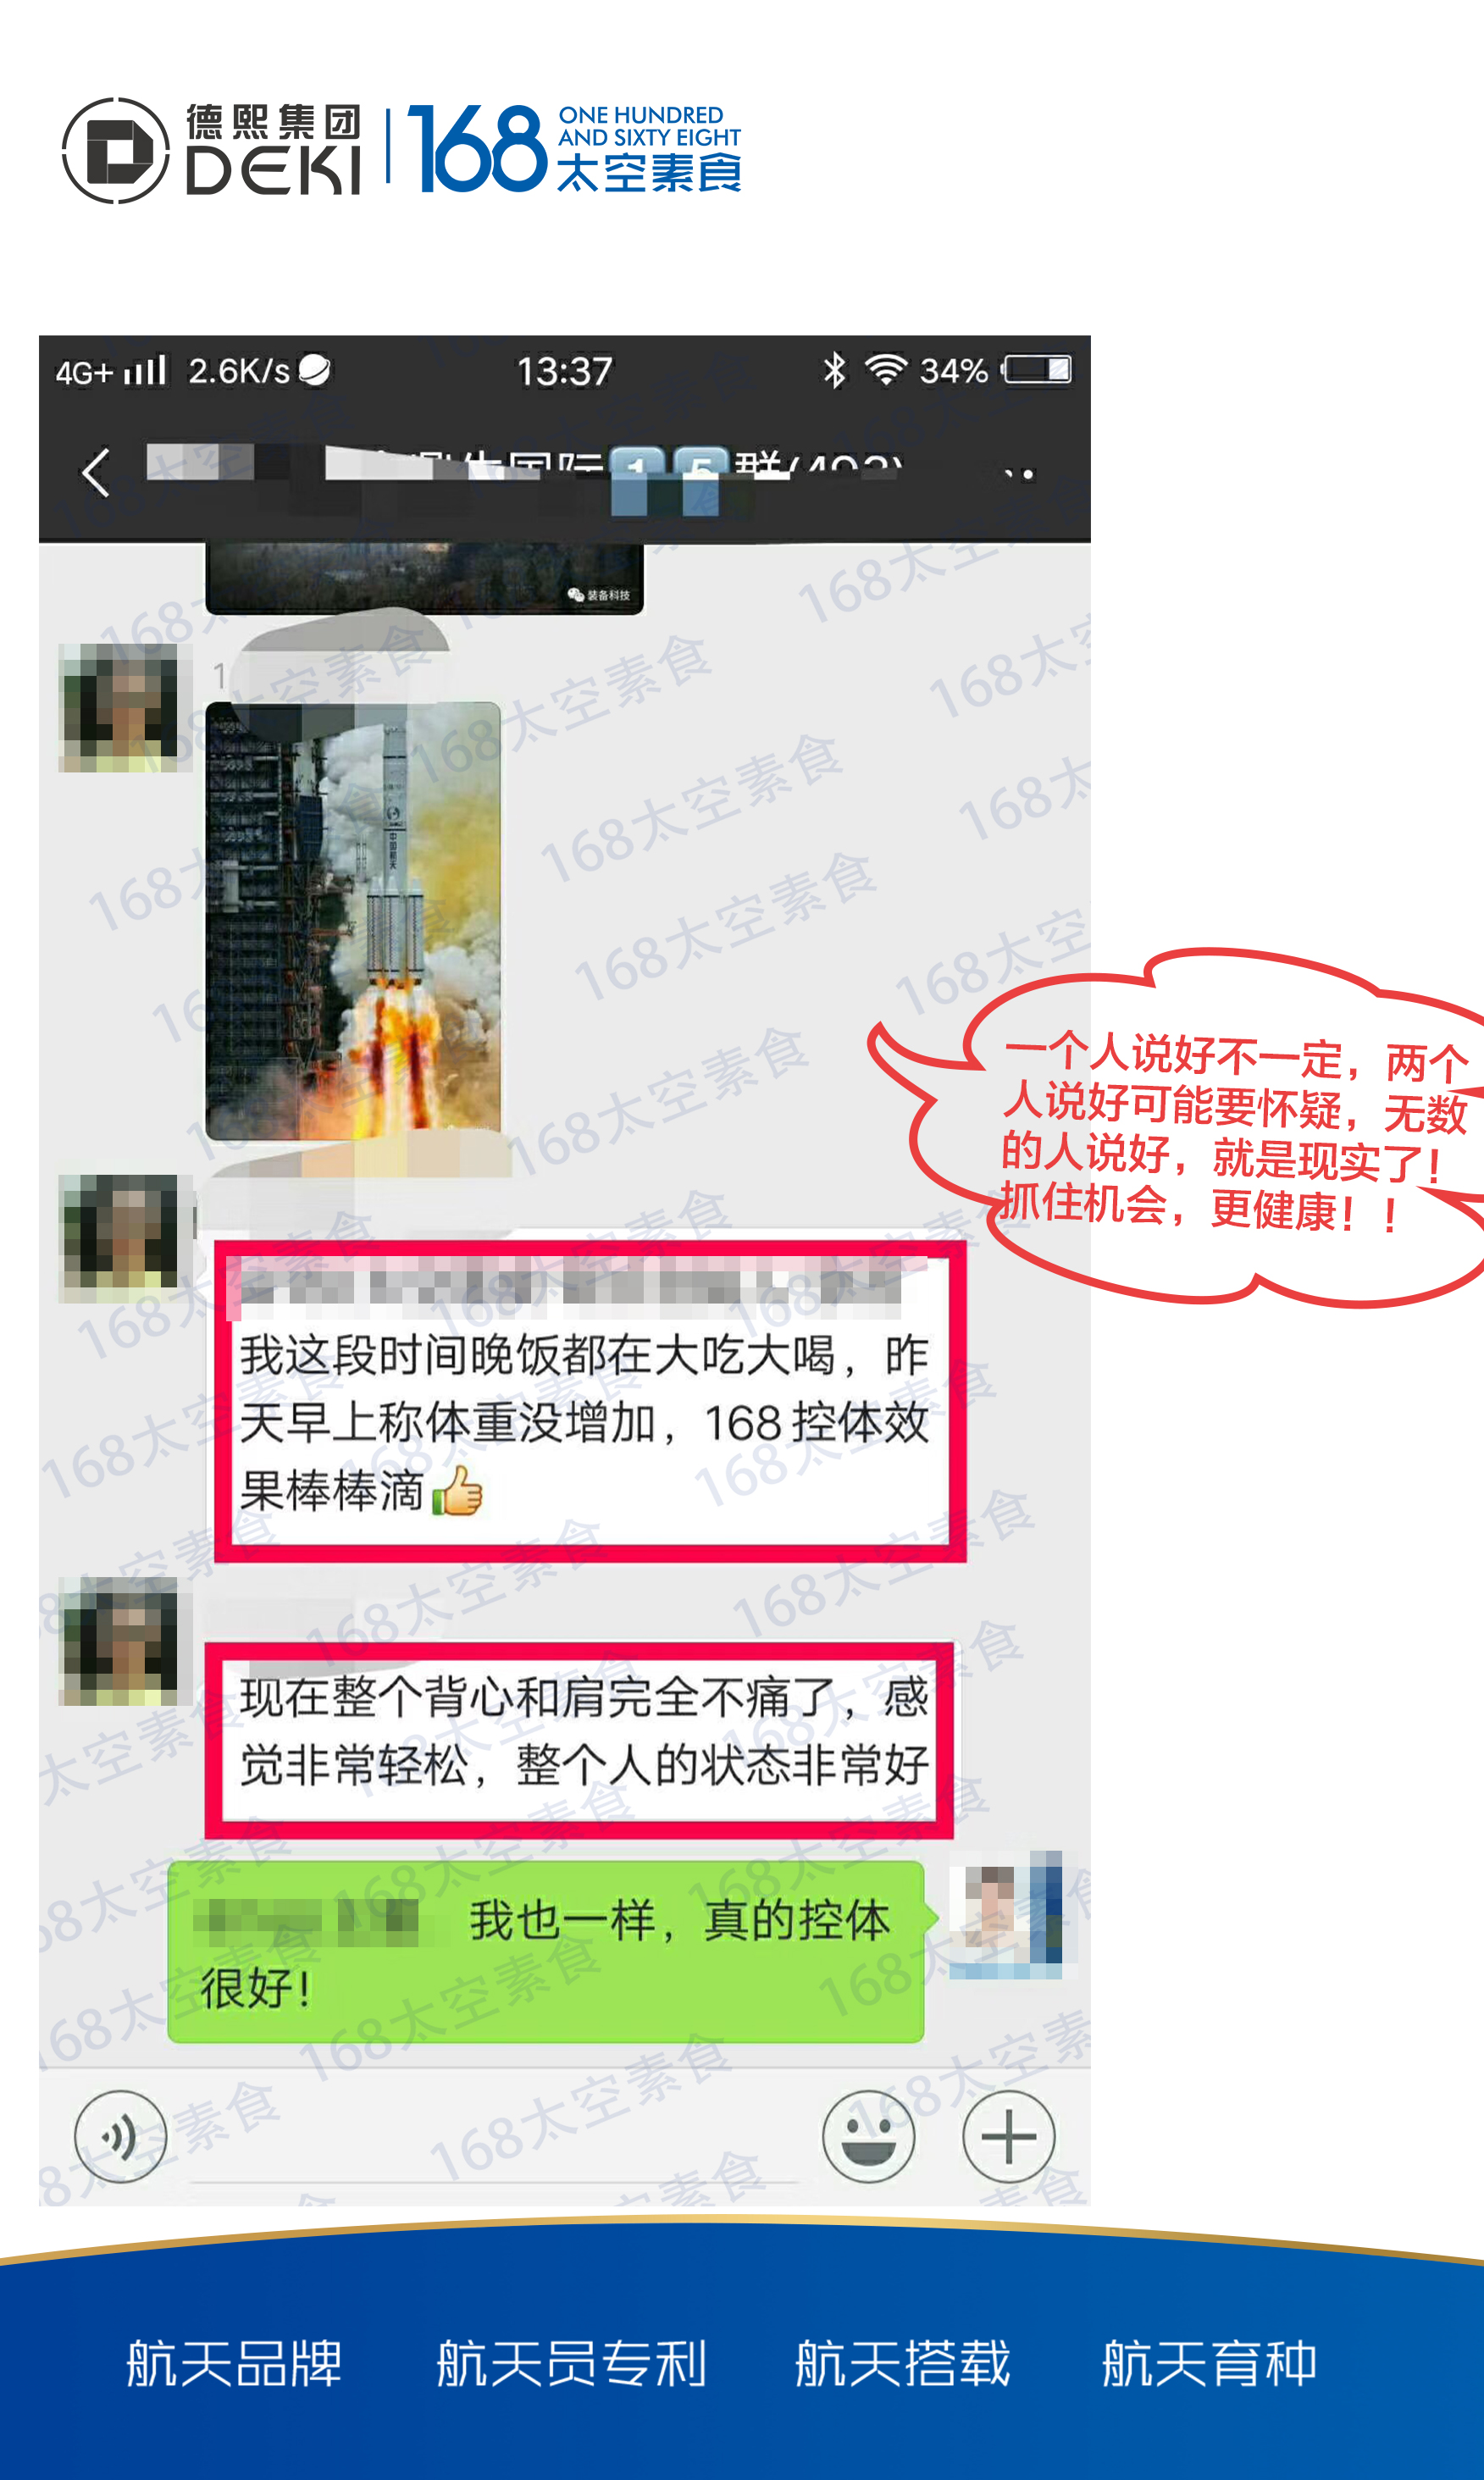 德熙集团
DEKI
168
ONE HUNDRED
AND SIXTY EIGHT
太空素食
4G+ 2.6K/s 13:37 34%
国际15群(493)
装备科技
1
中国航天
一个人说好不一定，两个
人说好可能要怀疑，无数
的人说好，就是现实了！
抓住机会，更健康！！
我这段时间晚饭都在大吃大喝，昨
天早上称体重没增加，168控体效
果棒棒滴👍
现在整个背心和肩完全不痛了，感
觉非常轻松，整个人的状态非常好
我也一样，真的控体
很好！
168太空素食
航天品牌 航天员专利 航天搭载 航天育种